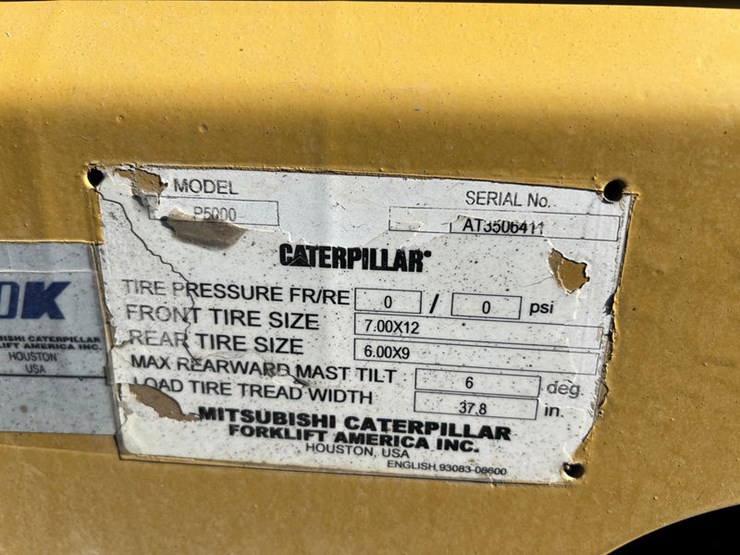 MODEL
P5000
SERIAL No.
AT3506411
CATERPILLAR
TIRE PRESSURE FR/RE 0 / 0 psi
FRONT TIRE SIZE 7.00X12
REAR TIRE SIZE 6.00X9
MAX REARWARD MAST TILT 6 deg.
LOAD TIRE TREAD WIDTH 37.8 in.
MITSUBISHI CATERPILLAR
FORKLIFT AMERICA INC.
HOUSTON, USA
ENGLISH, 93083-08600
OK
ISHI CATERPILLAR
IFT AMERICA INC.
HOUSTON
USA